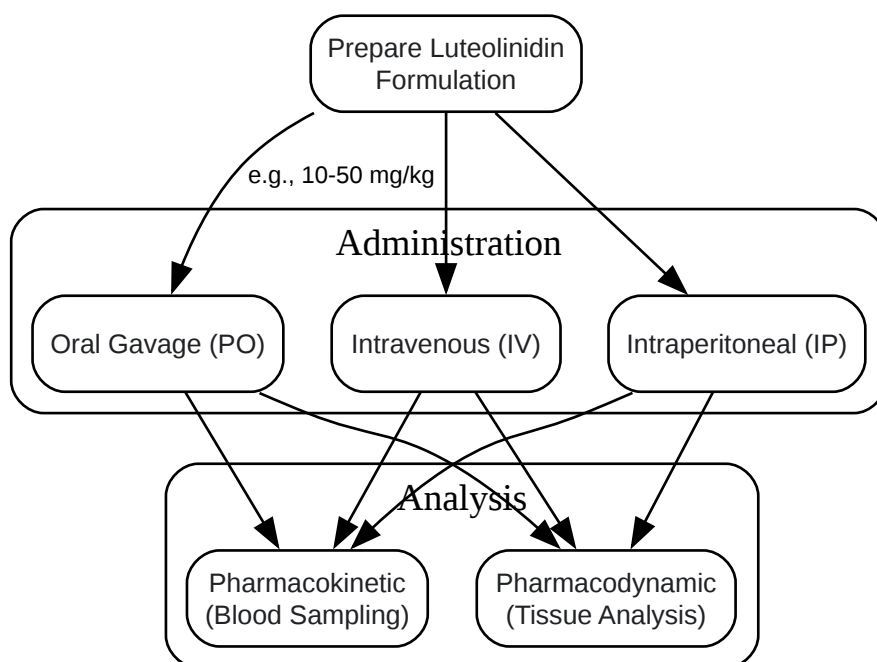 Prepare Luteolinidin
Formulation
e.g., 10-50 mg/kg
Administration
Oral Gavage (PO)
Intravenous (IV)
Intraperitoneal (IP)
Analysis
Pharmacokinetic
(Blood Sampling)
Pharmacodynamic
(Tissue Analysis)